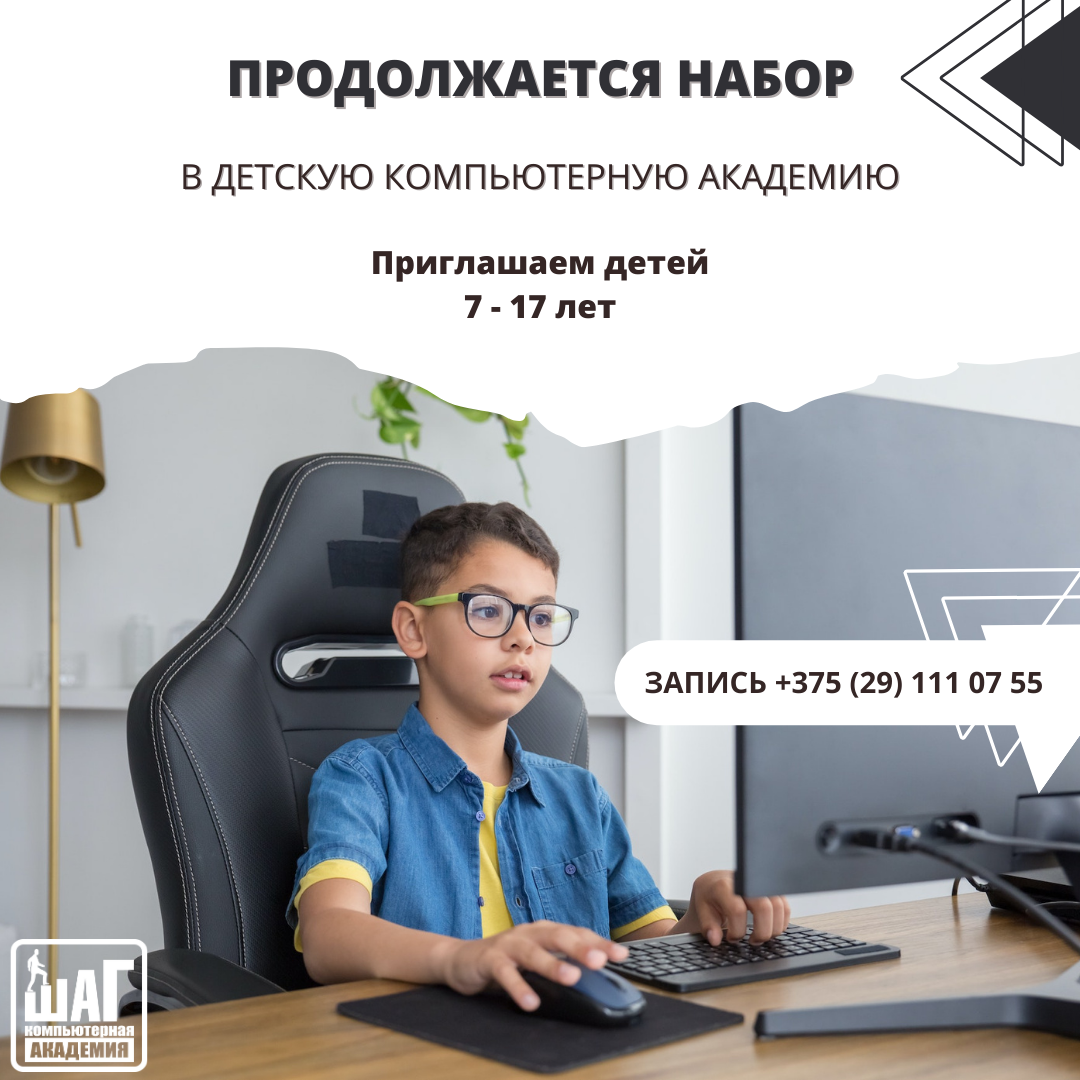 ПРОДОЛЖАЕТСЯ НАБОР
В ДЕТСКУЮ КОМПЬЮТЕРНУЮ АКАДЕМИЮ
Приглашаем детей
7 - 17 лет
ЗАПИСЬ +375 (29) 111 07 55
ШАГ
компьютерная
АКАДЕМИЯ